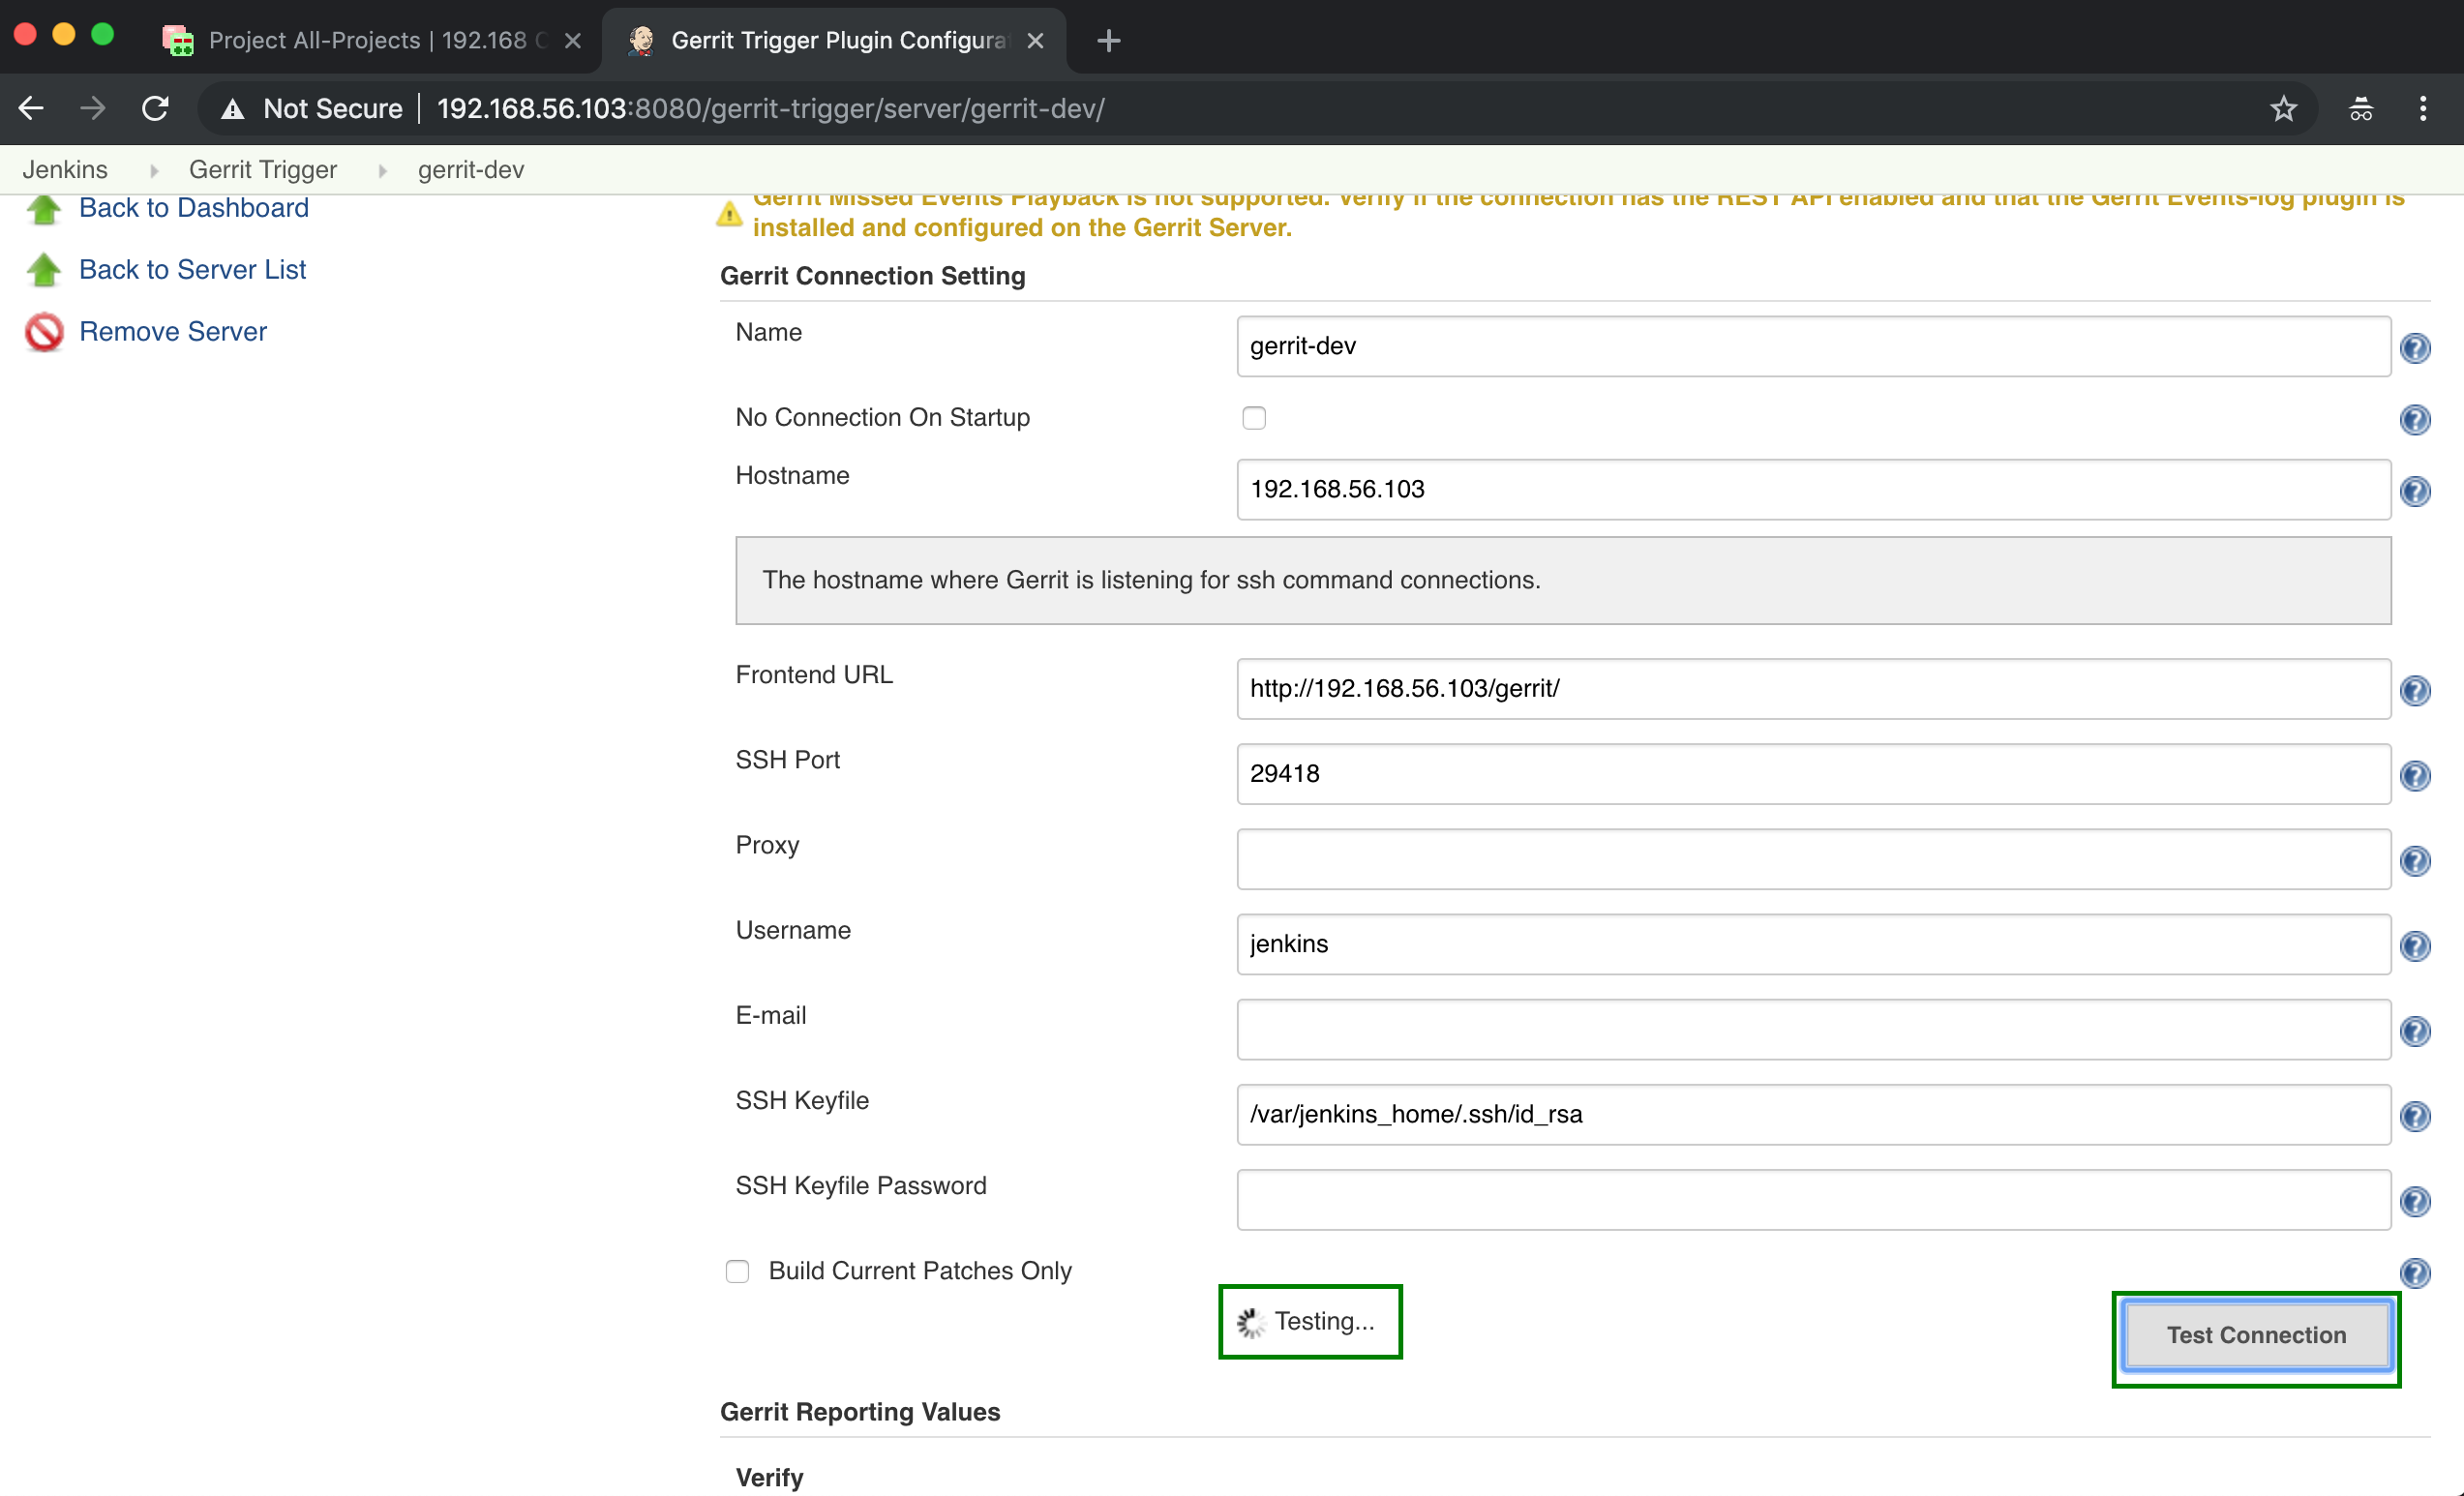 Project All-Projects | 192.168
Gerrit Trigger Plugin Configura
Not Secure
192.168.56.103:8080/gerrit-trigger/server/gerrit-dev/
Jenkins Gerrit Trigger gerrit-dev
Back to Dashboard
Back to Server List
Remove Server
Gerrit Missed Events Playback is not supported. Verify if the connection has the REST API enabled and that the Gerrit Events-log plugin is
installed and configured on the Gerrit Server.
Gerrit Connection Setting
Name
gerrit-dev
No Connection On Startup
Hostname
192.168.56.103
The hostname where Gerrit is listening for ssh command connections.
Frontend URL
http://192.168.56.103/gerrit/
SSH Port
29418
Proxy
Username
jenkins
E-mail
SSH Keyfile
/var/jenkins_home/.ssh/id_rsa
SSH Keyfile Password
Build Current Patches Only
Testing...
Test Connection
Gerrit Reporting Values
Verify